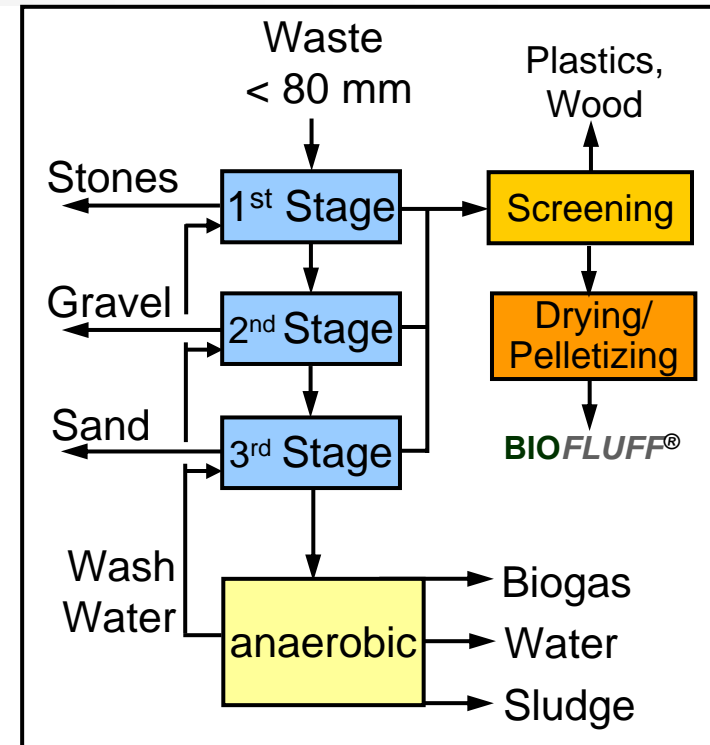 Waste
< 80 mm
Plastics,
Wood
Stones
1st Stage
Screening
Gravel
2nd Stage
Drying/
Pelletizing
Sand
3rd Stage
BIOFLUFF®
Wash
Water
anaerobic
Biogas
Water
Sludge